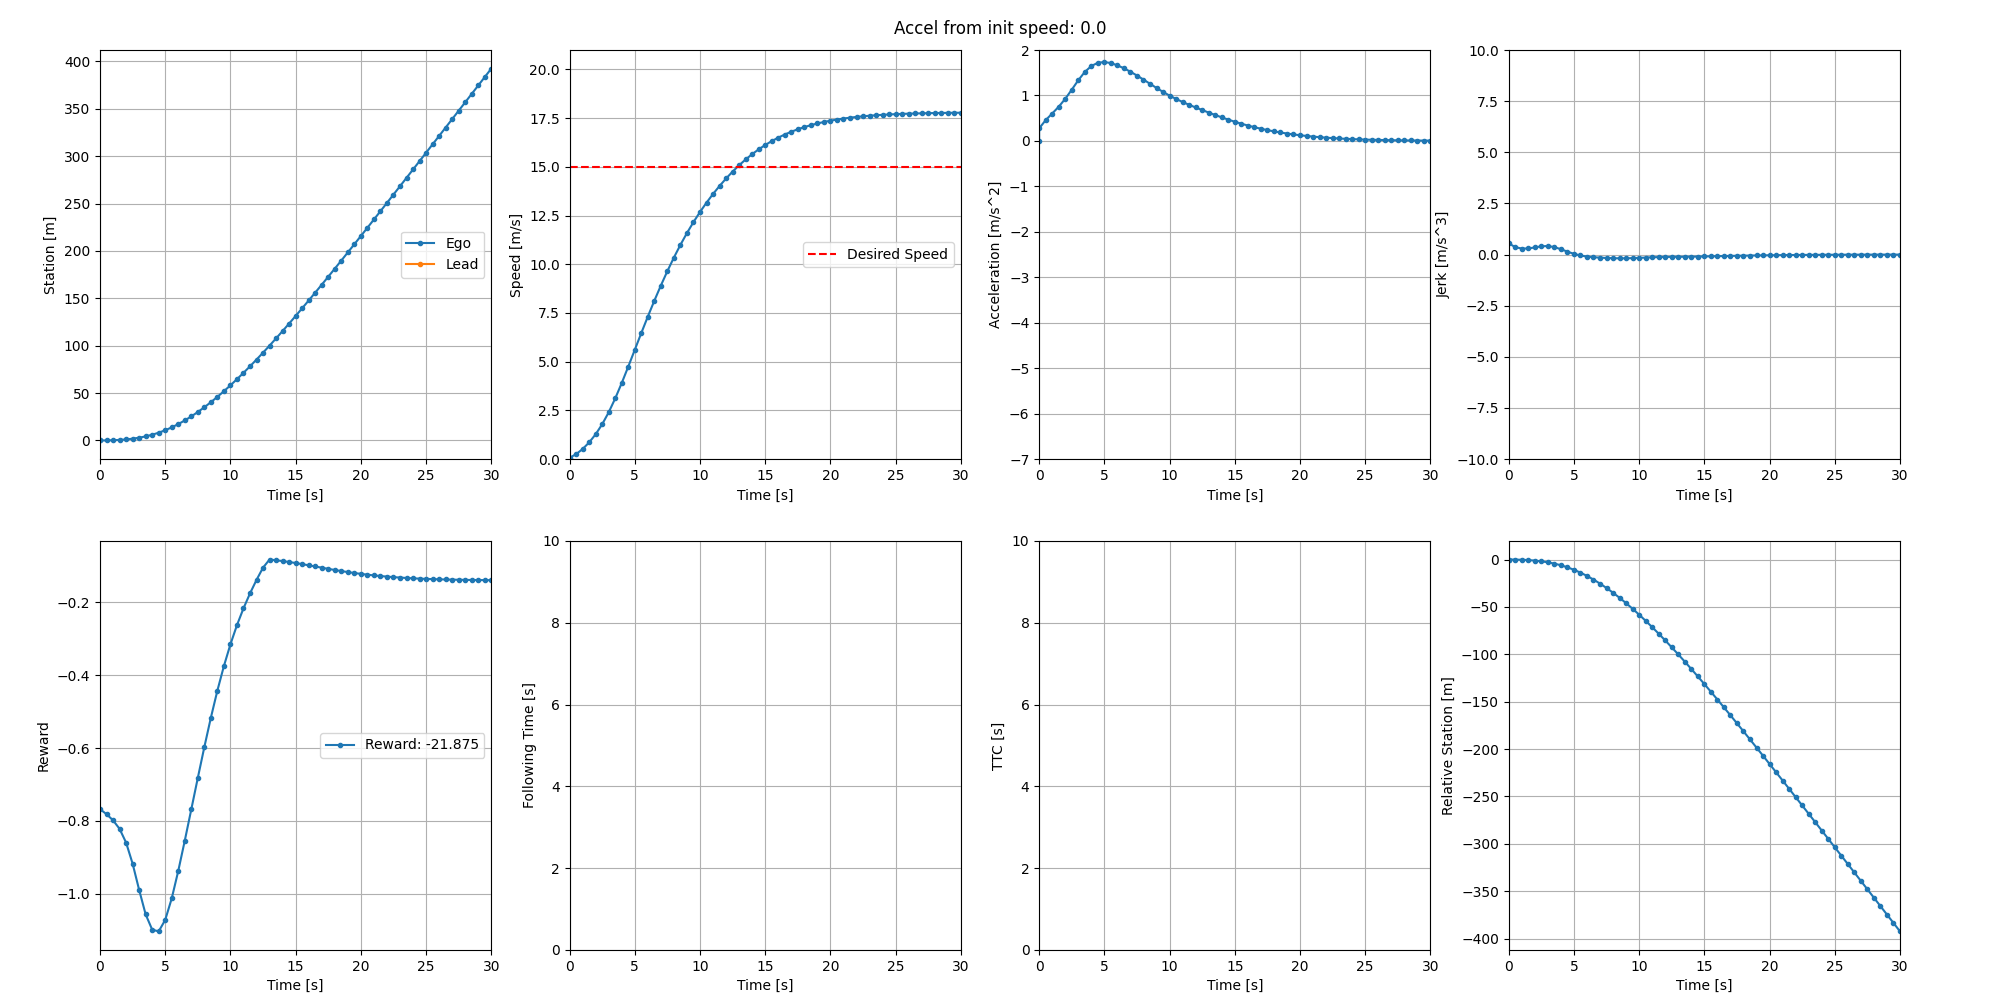 Accel from init speed: 0.0
400
350
300
250
200
150
100
50
0
Station [m]
Ego
Lead
0 5 10 15 20 25 30
Time [s]
20.0
17.5
15.0
12.5
10.0
7.5
5.0
2.5
0.0
Speed [m/s]
Desired Speed
0 5 10 15 20 25 30
Time [s]
2
1
0
−1
−2
−3
−4
−5
−6
−7
Acceleration [m/s^2]
0 5 10 15 20 25 30
Time [s]
10.0
7.5
5.0
2.5
0.0
−2.5
−5.0
−7.5
−10.0
Jerk [m/s^3]
0 5 10 15 20 25 30
Time [s]
−0.2
−0.4
−0.6
−0.8
−1.0
Reward
Reward: -21.875
0 5 10 15 20 25 30
Time [s]
10
8
6
4
2
0
Following Time [s]
0 5 10 15 20 25 30
Time [s]
10
8
6
4
2
0
TTC [s]
0 5 10 15 20 25 30
Time [s]
0
−50
−100
−150
−200
−250
−300
−350
−400
Relative Station [m]
0 5 10 15 20 25 30
Time [s]